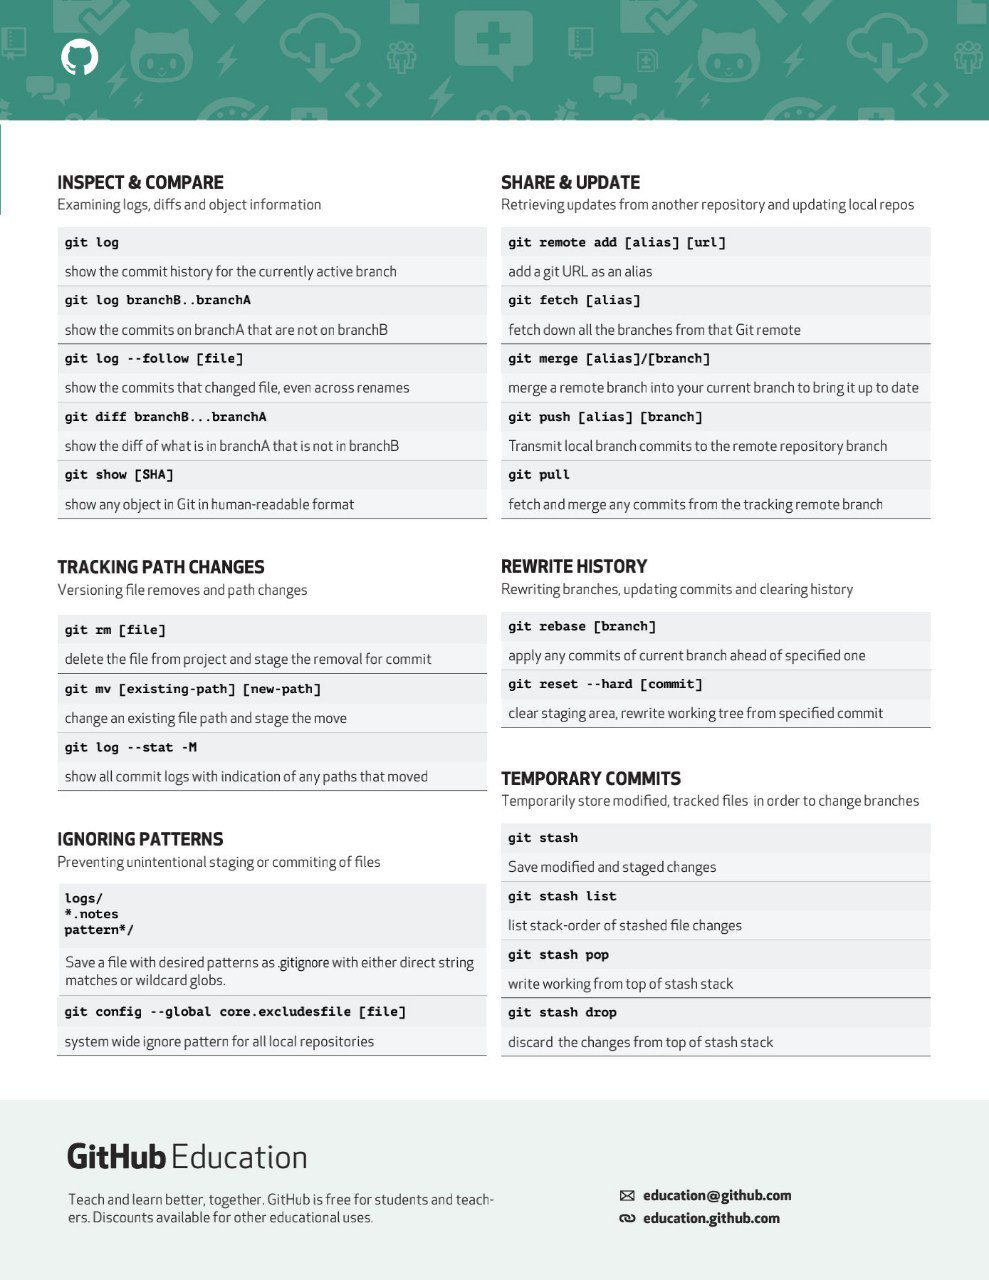 INSPECT & COMPARE
Examining logs, diffs and object information
git log
show the commit history for the currently active branch
git log branchB..branchA
show the commits on branchA that are not on branchB
git log --follow [file]
show the commits that changed file, even across renames
git diff branchB...branchA
show the diff of what is in branchA that is not in branchB
git show [SHA]
show any object in Git in human-readable format
TRACKING PATH CHANGES
Versioning file removes and path changes
git rm [file]
delete the file from project and stage the removal for commit
git mv [existing-path] [new-path]
change an existing file path and stage the move
git log --stat -M
show all commit logs with indication of any paths that moved
IGNORING PATTERNS
Preventing unintentional staging or commiting of files
logs/
*.notes
pattern*/
Save a file with desired patterns as .gitignore with either direct string
matches or wildcard globs.
git config --global core.excludesfile [file]
system wide ignore pattern for all local repositories
SHARE & UPDATE
Retrieving updates from another repository and updating local repos
git remote add [alias] [url]
add a git URL as an alias
git fetch [alias]
fetch down all the branches from that Git remote
git merge [alias]/[branch]
merge a remote branch into your current branch to bring it up to date
git push [alias] [branch]
Transmit local branch commits to the remote repository branch
git pull
fetch and merge any commits from the tracking remote branch
REWRITE HISTORY
Rewriting branches, updating commits and clearing history
git rebase [branch]
apply any commits of current branch ahead of specified one
git reset --hard [commit]
clear staging area, rewrite working tree from specified commit
TEMPORARY COMMITS
Temporarily store modified, tracked files in order to change branches
git stash
Save modified and staged changes
git stash list
list stack-order of stashed file changes
git stash pop
write working from top of stash stack
git stash drop
discard the changes from top of stash stack
GitHub Education
Teach and learn better, together. GitHub is free for students and teach-
ers. Discounts available for other educational uses.
education@github.com
education.github.com